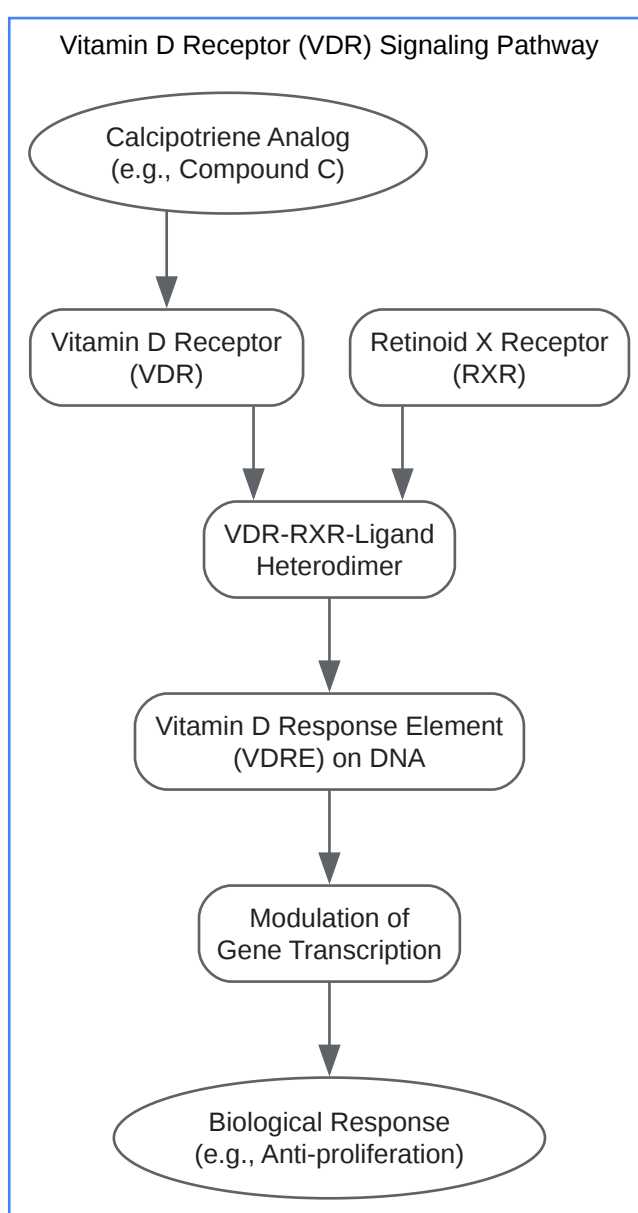 Vitamin D Receptor (VDR) Signaling Pathway
Calcipotriene Analog
(e.g., Compound C)
Vitamin D Receptor
(VDR)
Retinoid X Receptor
(RXR)
VDR-RXR-Ligand
Heterodimer
Vitamin D Response Element
(VDRE) on DNA
Modulation of
Gene Transcription
Biological Response
(e.g., Anti-proliferation)